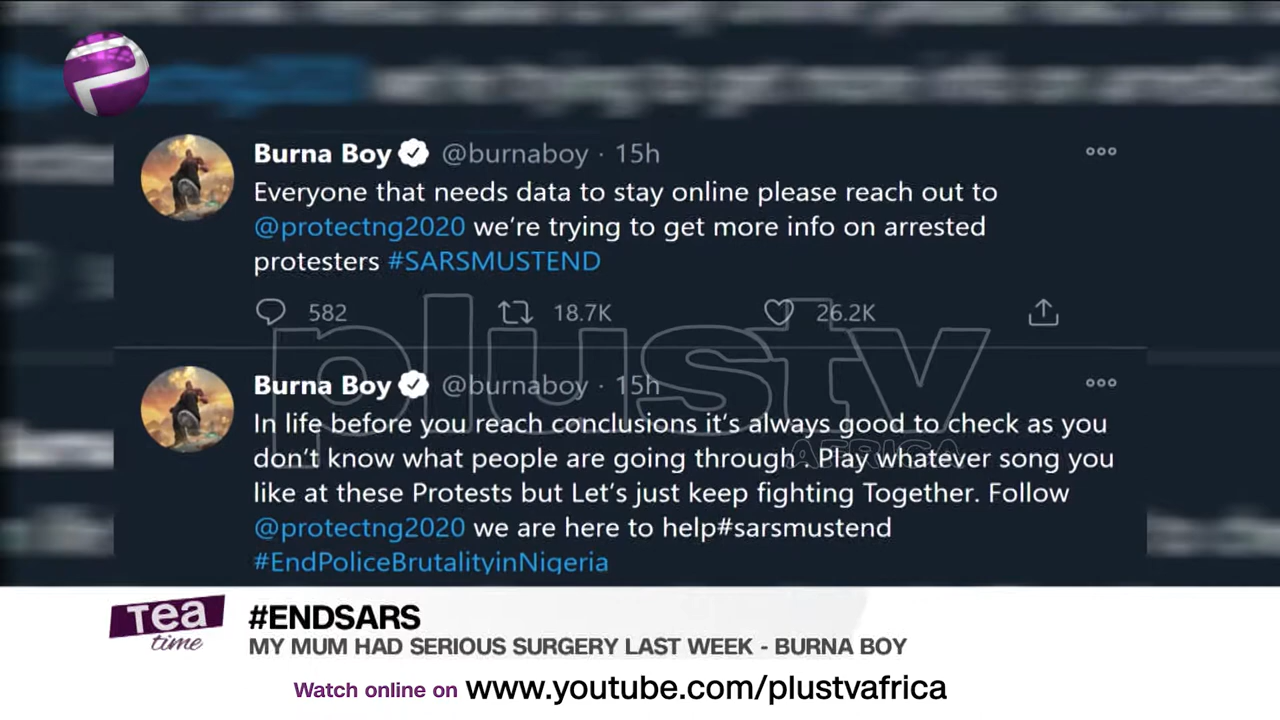 Burna Boy @burnaboy · 15h
Everyone that needs data to stay online please reach out to
@protectng2020 we're trying to get more info on arrested
protesters #SARSMUSTEND
582 18.7K 26.2K
Burna Boy @burnaboy · 15h
In life before you reach conclusions it's always good to check as you
don't know what people are going through . Play whatever song you
like at these Protests but Let's just keep fighting Together. Follow
@protectng2020 we are here to help#sarsmustend
#EndPoliceBrutalityinNigeria
plustv
AFRICA
Tea
time
#ENDSARS
MY MUM HAD SERIOUS SURGERY LAST WEEK - BURNA BOY
Watch online on www.youtube.com/plustvafrica